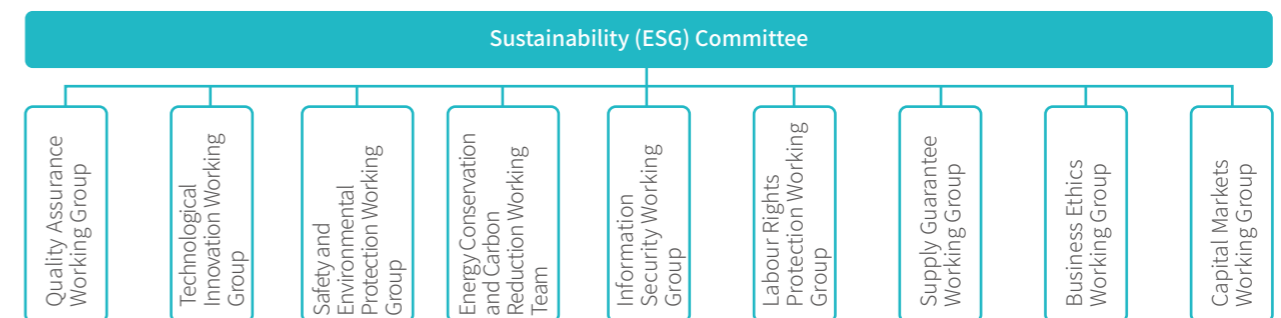 Sustainability (ESG) Committee
Quality Assurance
Working Group
Technological
Innovation Working
Group
Safety and
Environmental
Protection Working
Group
Energy Conservation
and Carbon
Reduction Working
Team
Information
Security Working
Group
Labour Rights
Protection Working
Group
Supply Guarantee
Working Group
Business Ethics
Working Group
Capital Markets
Working Group